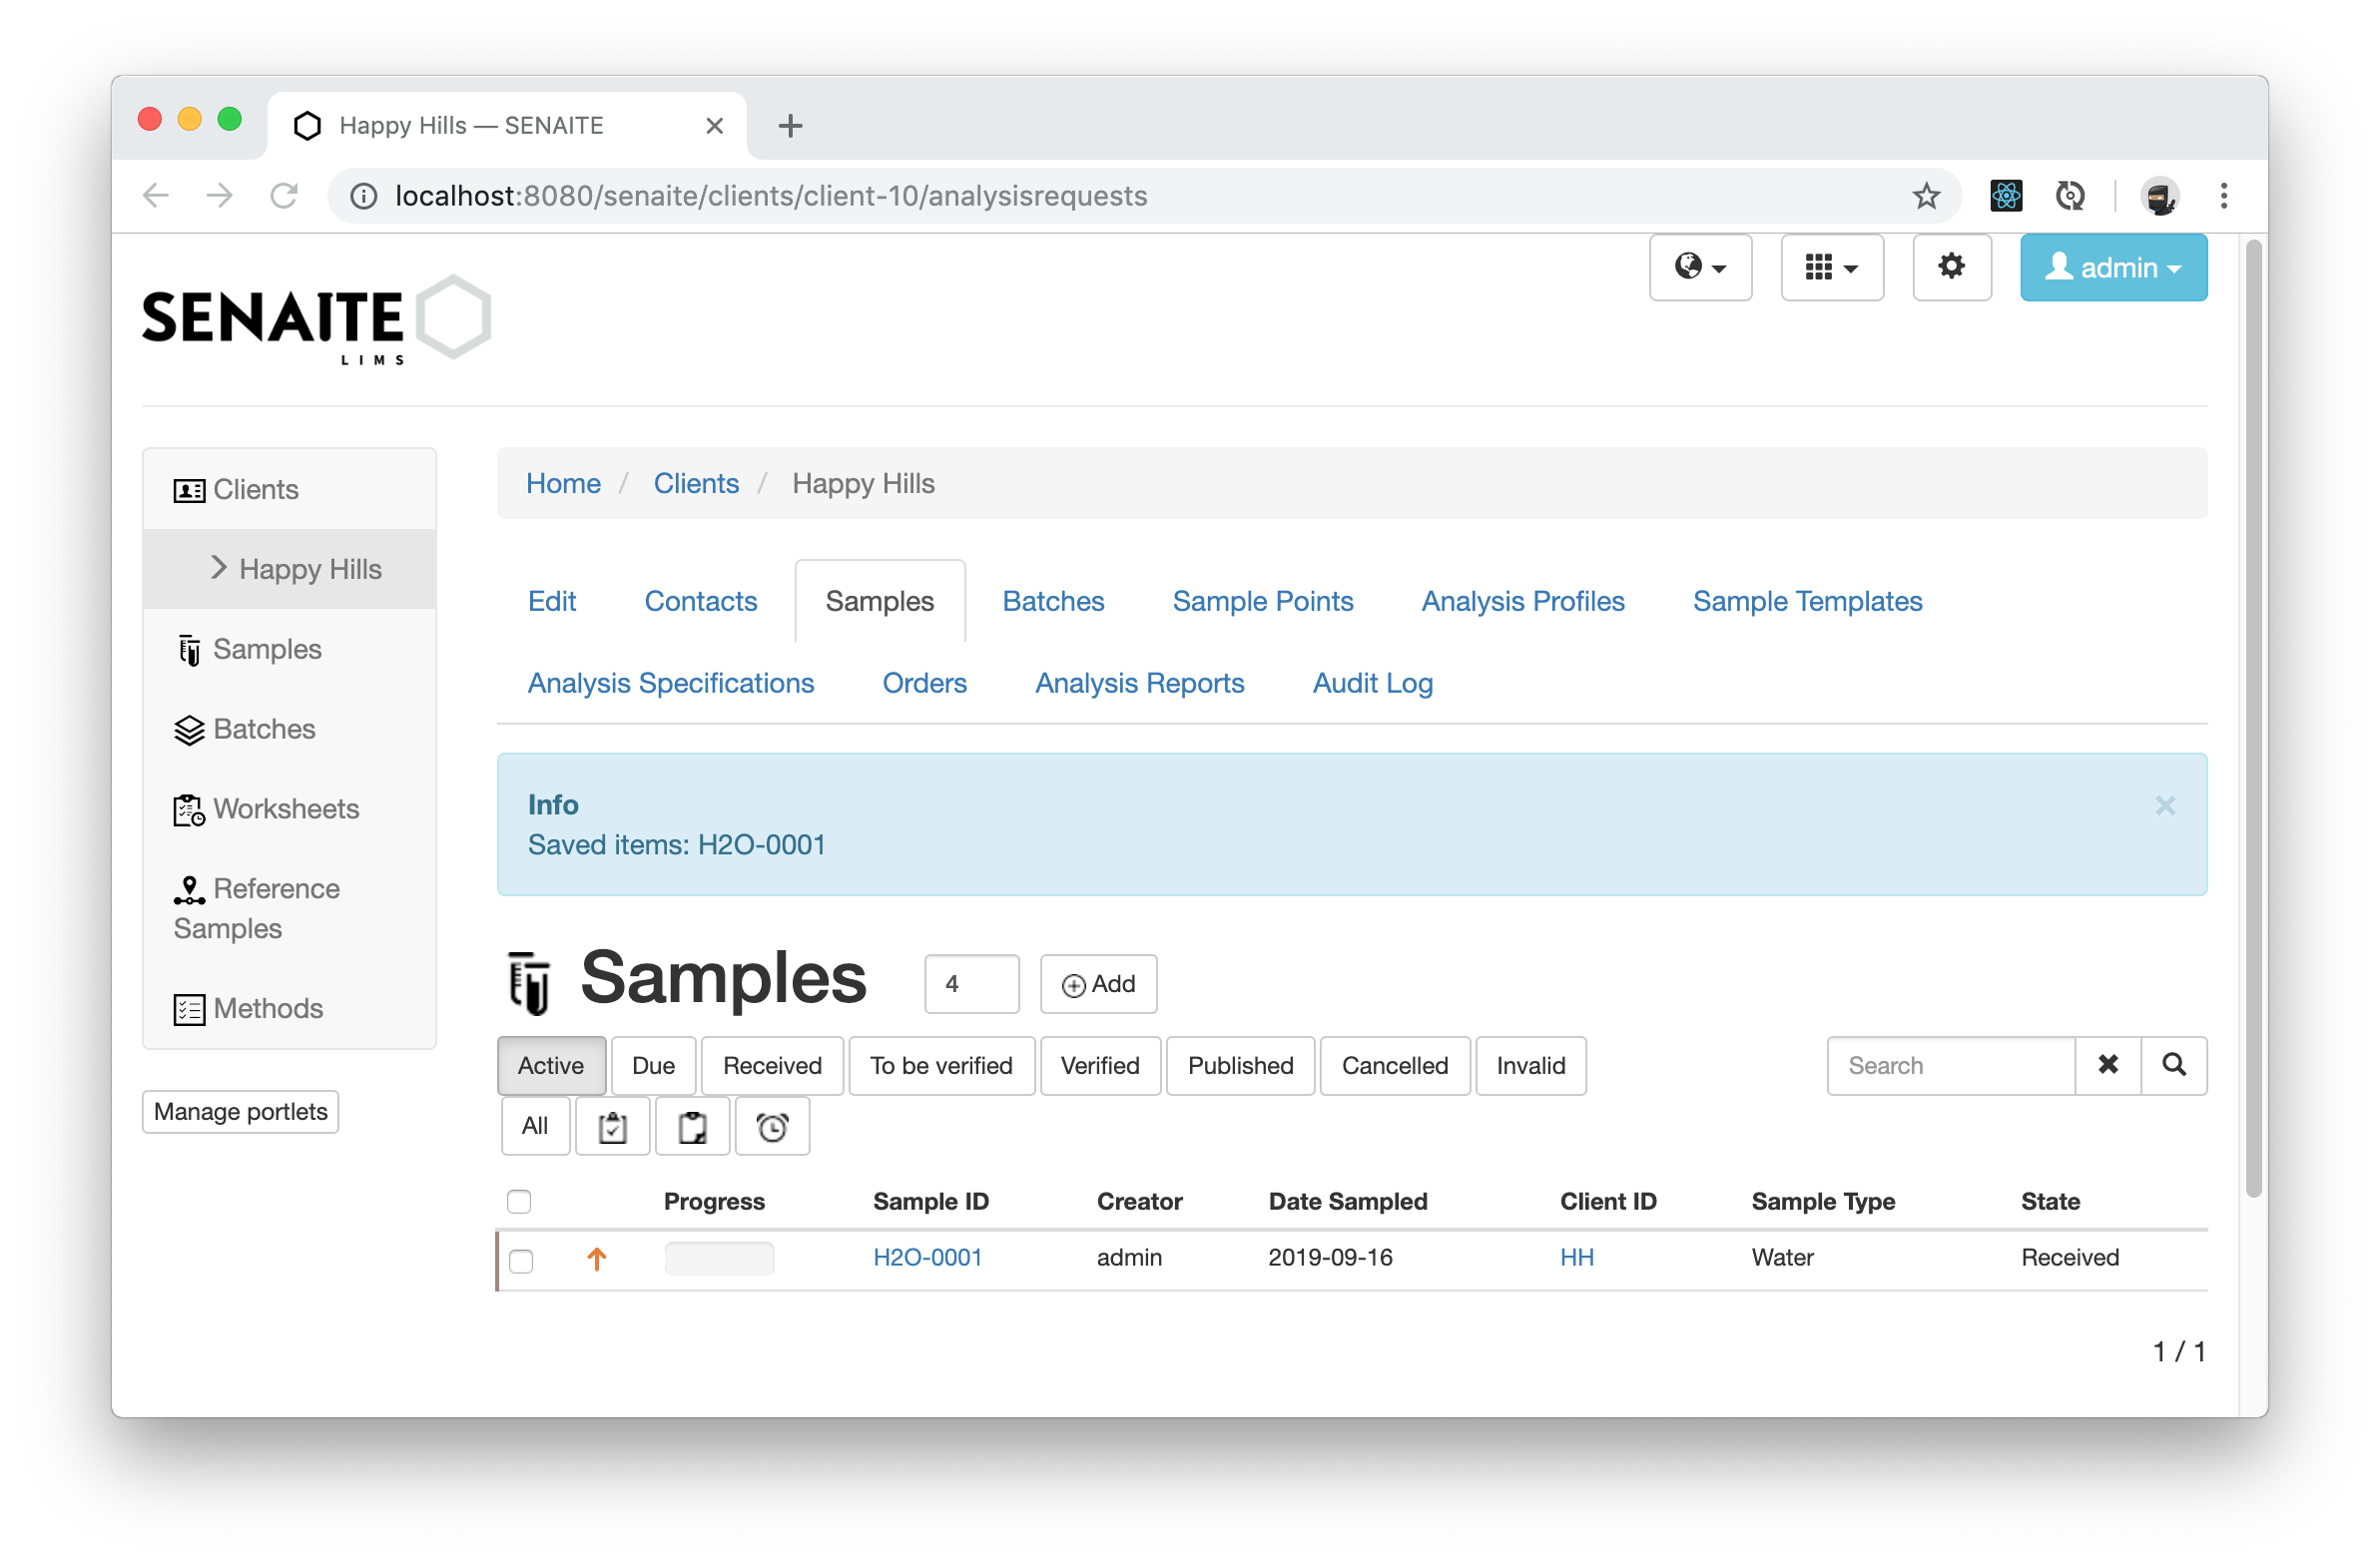 Happy Hills — SENAITE
localhost:8080/senaite/clients/client-10/analysisrequests
admin
SENAITE
LIMS
Clients
Happy Hills
Samples
Batches
Worksheets
Reference
Samples
Methods
Manage portlets
Home / Clients / Happy Hills
Edit Contacts Samples Batches Sample Points Analysis Profiles Sample Templates
Analysis Specifications Orders Analysis Reports Audit Log
Info
Saved items: H2O-0001
Samples 4 Add
Active Due Received To be verified Verified Published Cancelled Invalid Search
All
Progress Sample ID Creator Date Sampled Client ID Sample Type State
H2O-0001 admin 2019-09-16 HH Water Received
1 / 1